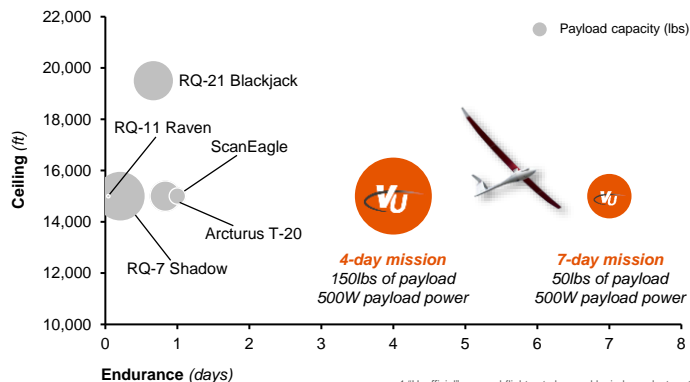 22,000
20,000
18,000
16,000
14,000
12,000
10,000
Ceiling (ft)
Payload capacity (lbs)
RQ-21 Blackjack
RQ-11 Raven
ScanEagle
Arcturus T-20
RQ-7 Shadow
VU
VU
4-day mission
150lbs of payload
500W payload power
7-day mission
50lbs of payload
500W payload power
0
1
2
3
4
5
6
7
8
Endurance (days)